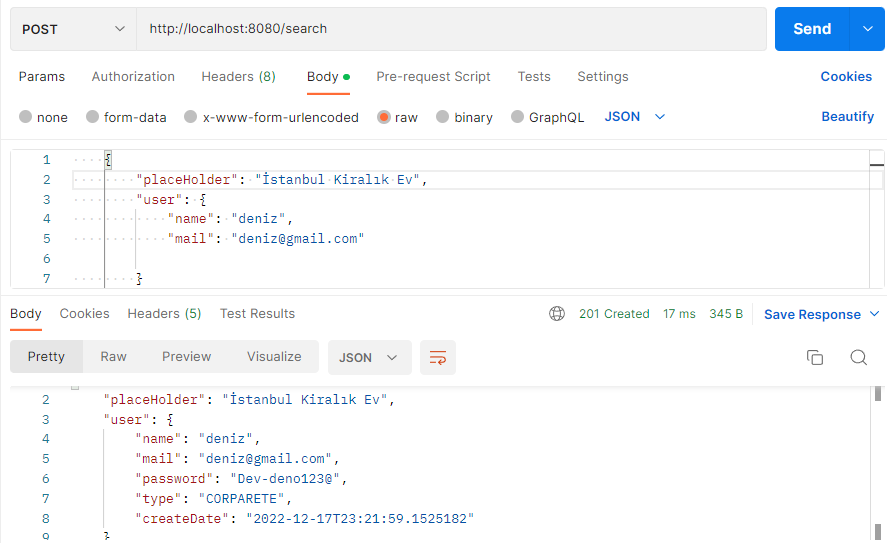 POST http://localhost:8080/search Send
Params Authorization Headers (8) Body Pre-request Script Tests Settings Cookies
none form-data x-www-form-urlencoded raw binary GraphQL JSON Beautify
1 {
2 "placeHolder": "İstanbul Kiralık Ev",
3 "user": {
4 "name": "deniz",
5 "mail": "deniz@gmail.com"
6
7 }
Body Cookies Headers (5) Test Results 201 Created 17 ms 345 B Save Response
Pretty Raw Preview Visualize JSON
2 "placeHolder": "İstanbul Kiralık Ev",
3 "user": {
4 "name": "deniz",
5 "mail": "deniz@gmail.com",
6 "password": "Dev-deno123@",
7 "type": "CORPARETE",
8 "createDate": "2022-12-17T23:21:59.1525182"
9 }